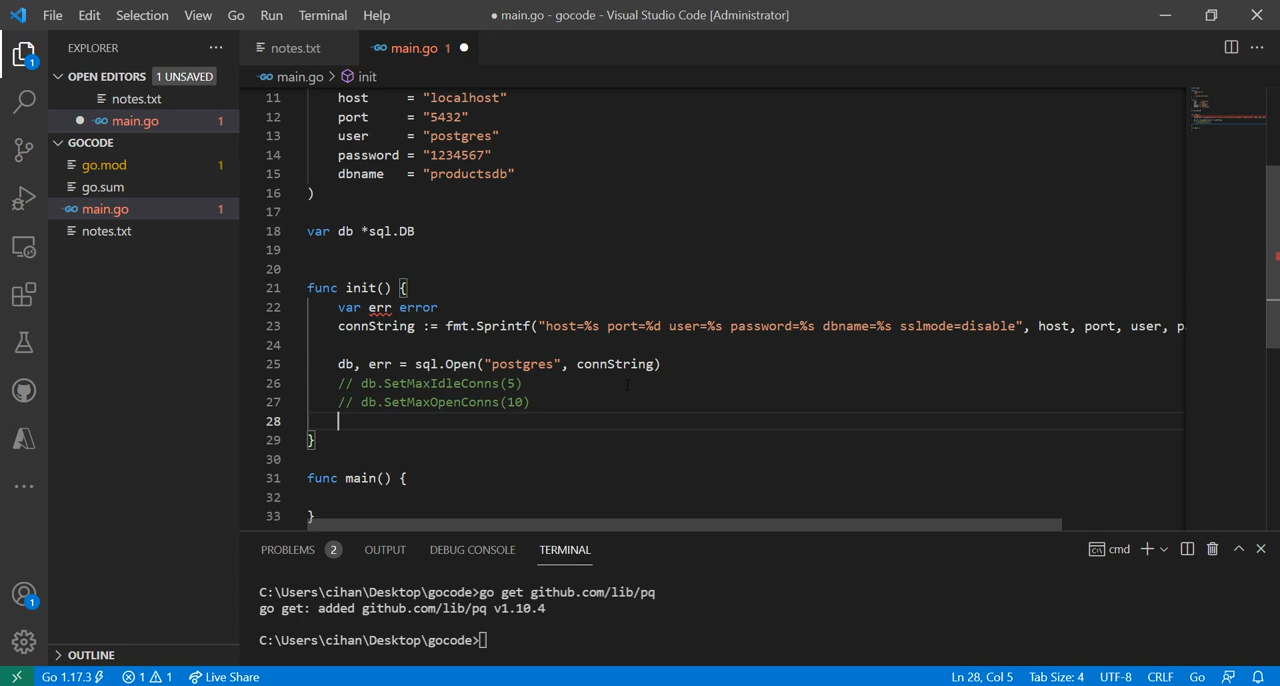 File Edit Selection View Go Run Terminal Help
● main.go - gocode - Visual Studio Code [Administrator]
EXPLORER
OPEN EDITORS 1 UNSAVED
notes.txt
main.go 1
GOCODE
go.mod 1
go.sum
main.go 1
notes.txt
OUTLINE
notes.txt
main.go 1
main.go > init
11 host = "localhost"
12 port = "5432"
13 user = "postgres"
14 password = "1234567"
15 dbname = "productsdb"
16 )
17
18 var db *sql.DB
19
20
21 func init() {
22 var err error
23 connString := fmt.Sprintf("host=%s port=%d user=%s password=%s dbname=%s sslmode=disable", host, port, user, p
24
25 db, err = sql.Open("postgres", connString)
26 // db.SetMaxIdleConns(5)
27 // db.SetMaxOpenConns(10)
28
29 }
30
31 func main() {
32
33 }
PROBLEMS 2 OUTPUT DEBUG CONSOLE TERMINAL
cmd
C:\Users\cihan\Desktop\gocode>go get github.com/lib/pq
go get: added github.com/lib/pq v1.10.4
C:\Users\cihan\Desktop\gocode>
1
1
Go 1.17.3 1 1 Live Share
Ln 28, Col 5 Tab Size: 4 UTF-8 CRLF Go